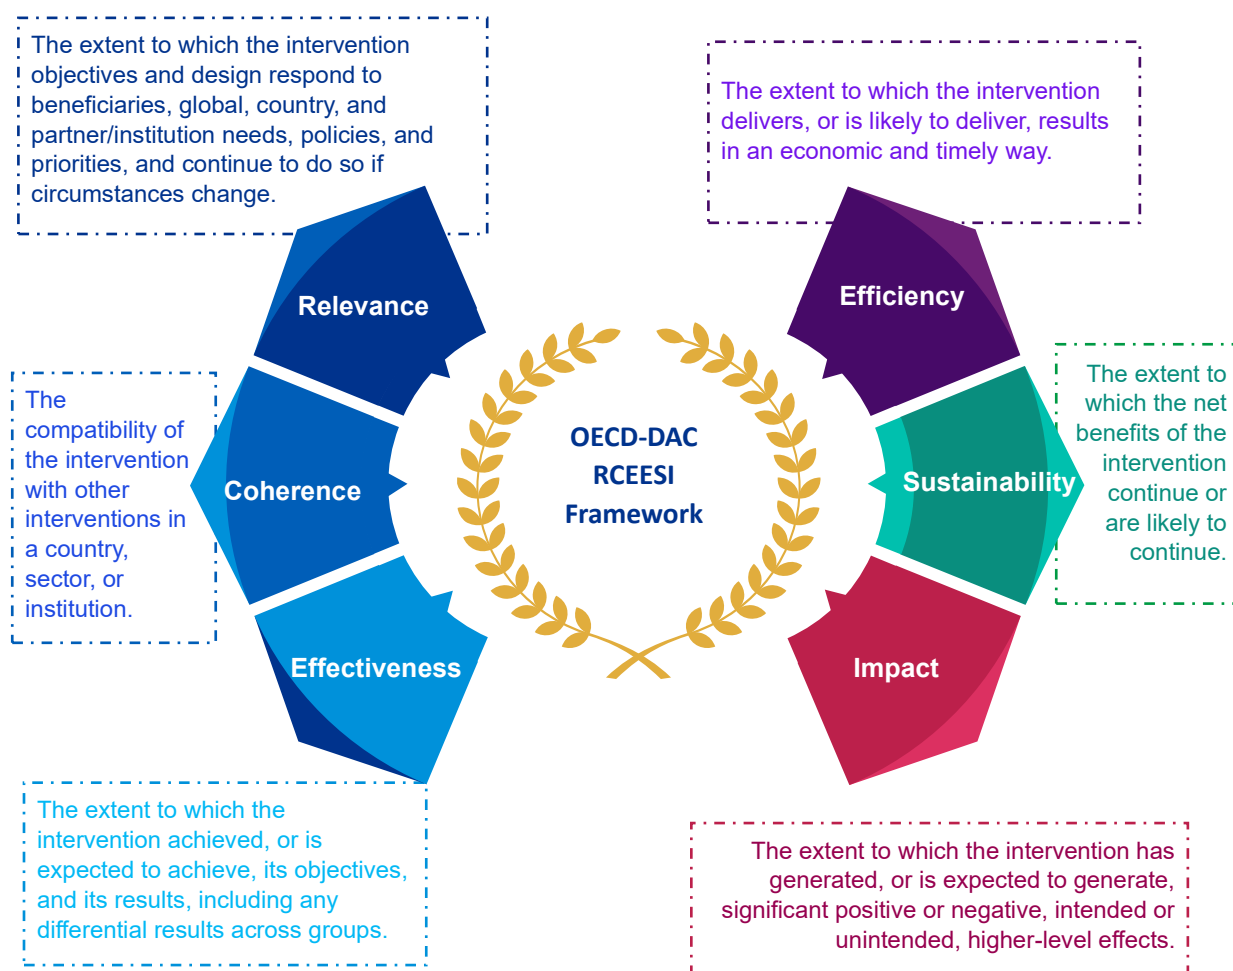 The extent to which the intervention
objectives and design respond to
beneficiaries, global, country, and
partner/institution needs, policies, and
priorities, and continue to do so if
circumstances change.
The extent to which the intervention
delivers, or is likely to deliver, results
in an economic and timely way.
Relevance
Efficiency
The
compatibility of
the intervention
with other
interventions in
a country,
sector, or
institution.
Coherence
OECD-DAC
RCEESI
Framework
Sustainability
The extent to
which the net
benefits of the
intervention
continue or
are likely to
continue.
Effectiveness
Impact
The extent to which the
intervention achieved, or is
expected to achieve, its objectives,
and its results, including any
differential results across groups.
The extent to which the intervention has
generated, or is expected to generate,
significant positive or negative, intended or
unintended, higher-level effects.